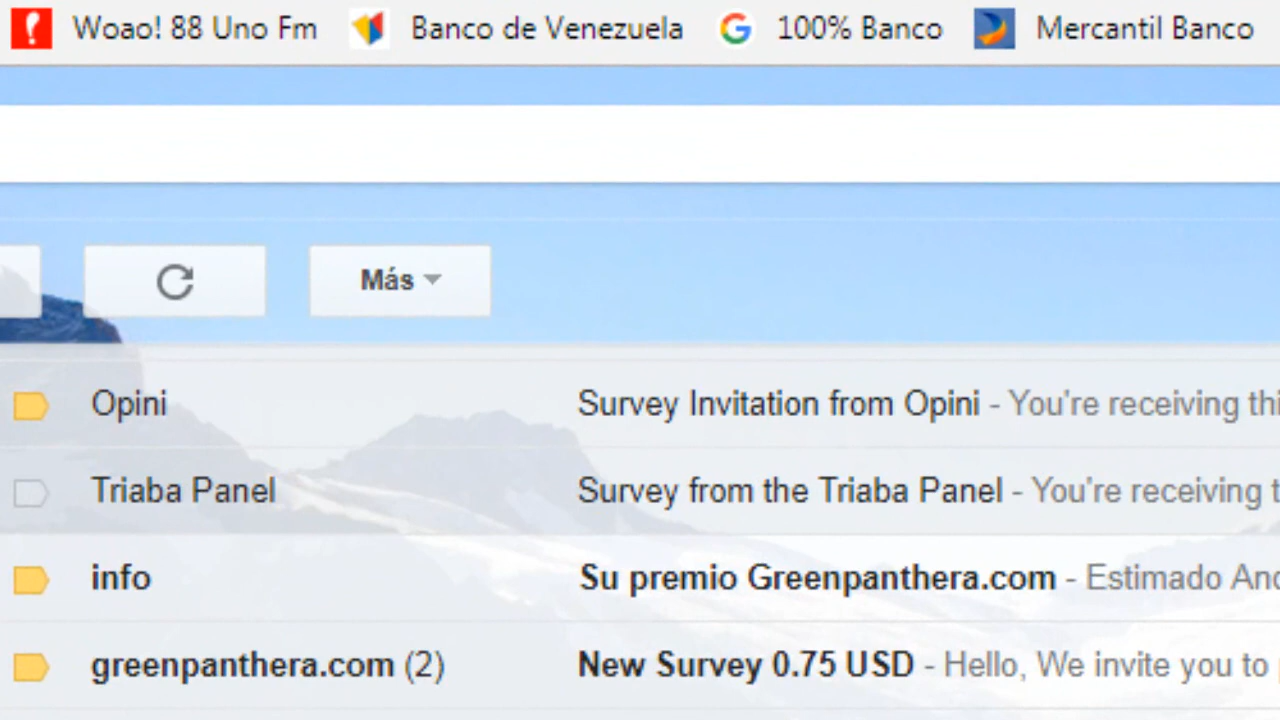 Woao! 88 Uno Fm Banco de Venezuela 100% Banco Mercantil Banco
Más
Opini Survey Invitation from Opini - You're receiving thi
Triaba Panel Survey from the Triaba Panel - You're receiving t
info Su premio Greenpanthera.com - Estimado And
greenpanthera.com (2) New Survey 0.75 USD - Hello, We invite you to p